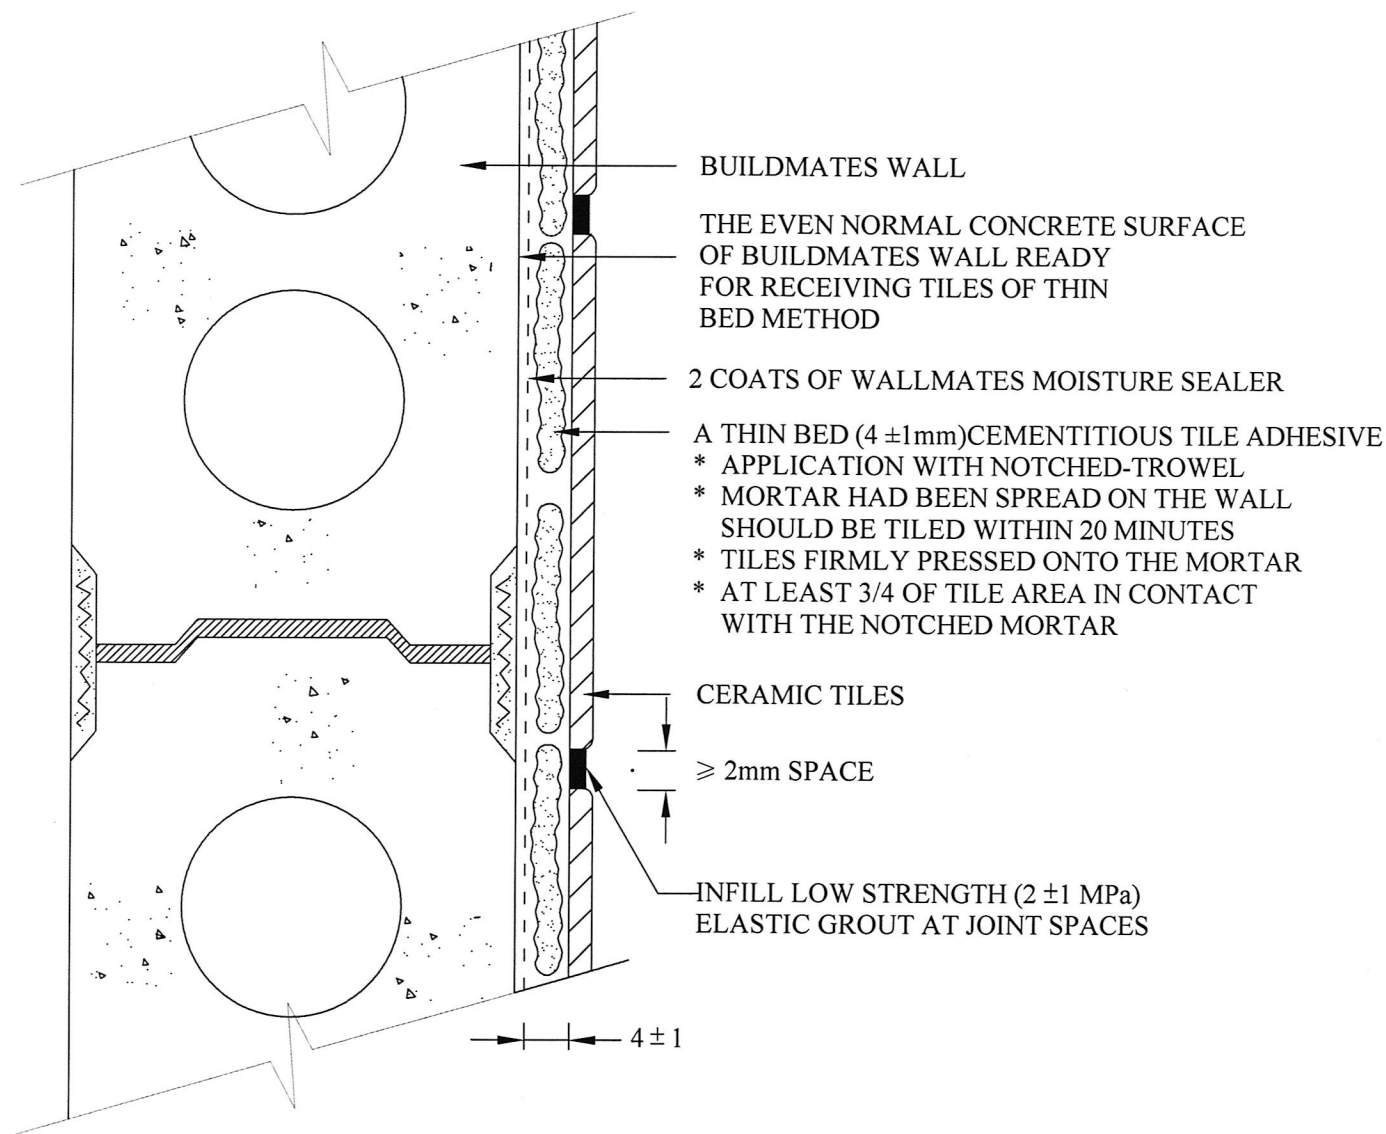 BUILDMATES WALL
THE EVEN NORMAL CONCRETE SURFACE
OF BUILDMATES WALL READY
FOR RECEIVING TILES OF THIN
BED METHOD
2 COATS OF WALLMATES MOISTURE SEALER
A THIN BED (4 ±1mm)CEMENTITIOUS TILE ADHESIVE
* APPLICATION WITH NOTCHED-TROWEL
* MORTAR HAD BEEN SPREAD ON THE WALL
SHOULD BE TILED WITHIN 20 MINUTES
* TILES FIRMLY PRESSED ONTO THE MORTAR
* AT LEAST 3/4 OF TILE AREA IN CONTACT
WITH THE NOTCHED MORTAR
CERAMIC TILES
⩾ 2mm SPACE
INFILL LOW STRENGTH (2 ±1 MPa)
ELASTIC GROUT AT JOINT SPACES
4 ± 1